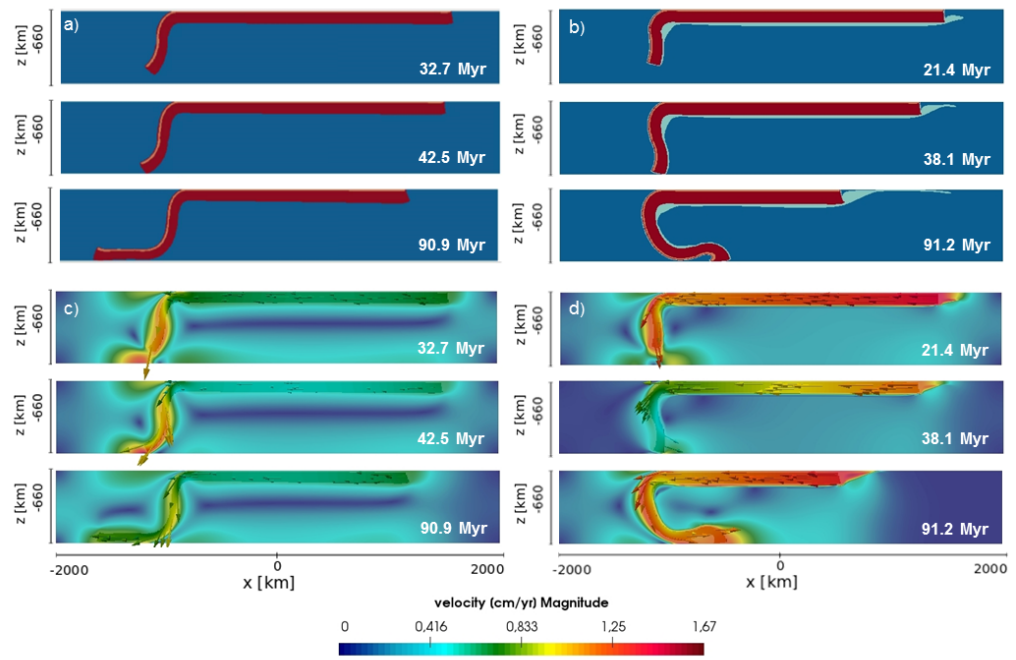 a)
z [km]
-660
32.7 Myr
z [km]
-660
42.5 Myr
z [km]
-660
90.9 Myr
b)
z [km]
-660
21.4 Myr
z [km]
-660
38.1 Myr
z [km]
-660
91.2 Myr
c)
z [km]
-660
32.7 Myr
z [km]
-660
42.5 Myr
z [km]
-660
90.9 Myr
d)
z [km]
-660
21.4 Myr
z [km]
-660
38.1 Myr
z [km]
-660
91.2 Myr
-2000 0 2000
x [km]
-2000 0 2000
x [km]
velocity (cm/yr) Magnitude
0 0,416 0,833 1,25 1,67